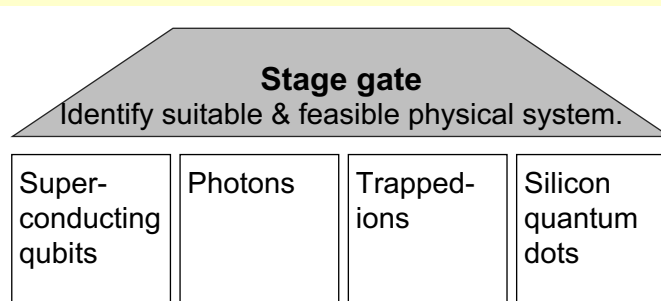 Stage gate
Identify suitable & feasible physical system.
Super-
conducting
qubits
Photons
Trapped-
ions
Silicon
quantum
dots